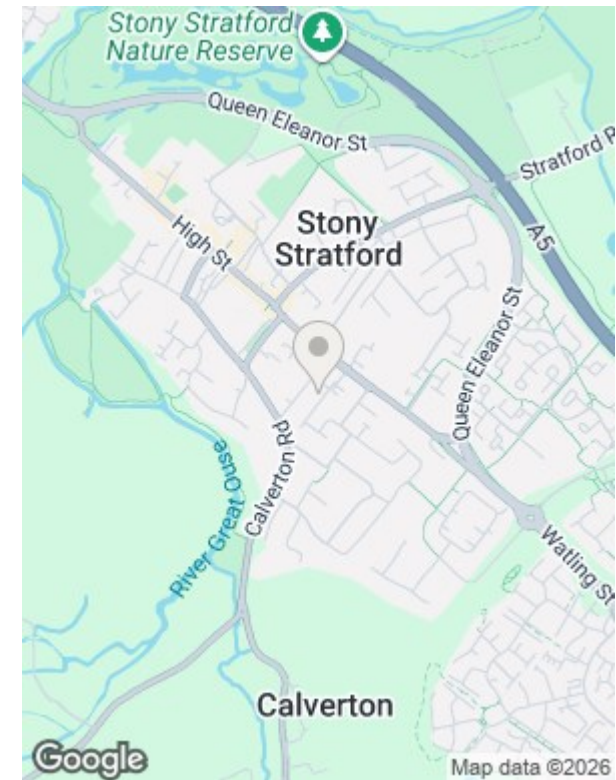 Stony Stratford
Nature Reserve
Queen Eleanor St
Stratford R
High St
Stony
Stratford
A5
Queen Eleanor St
Calverton Rd
River Great Ouse
Watling St
Calverton
Google
Map data ©2026